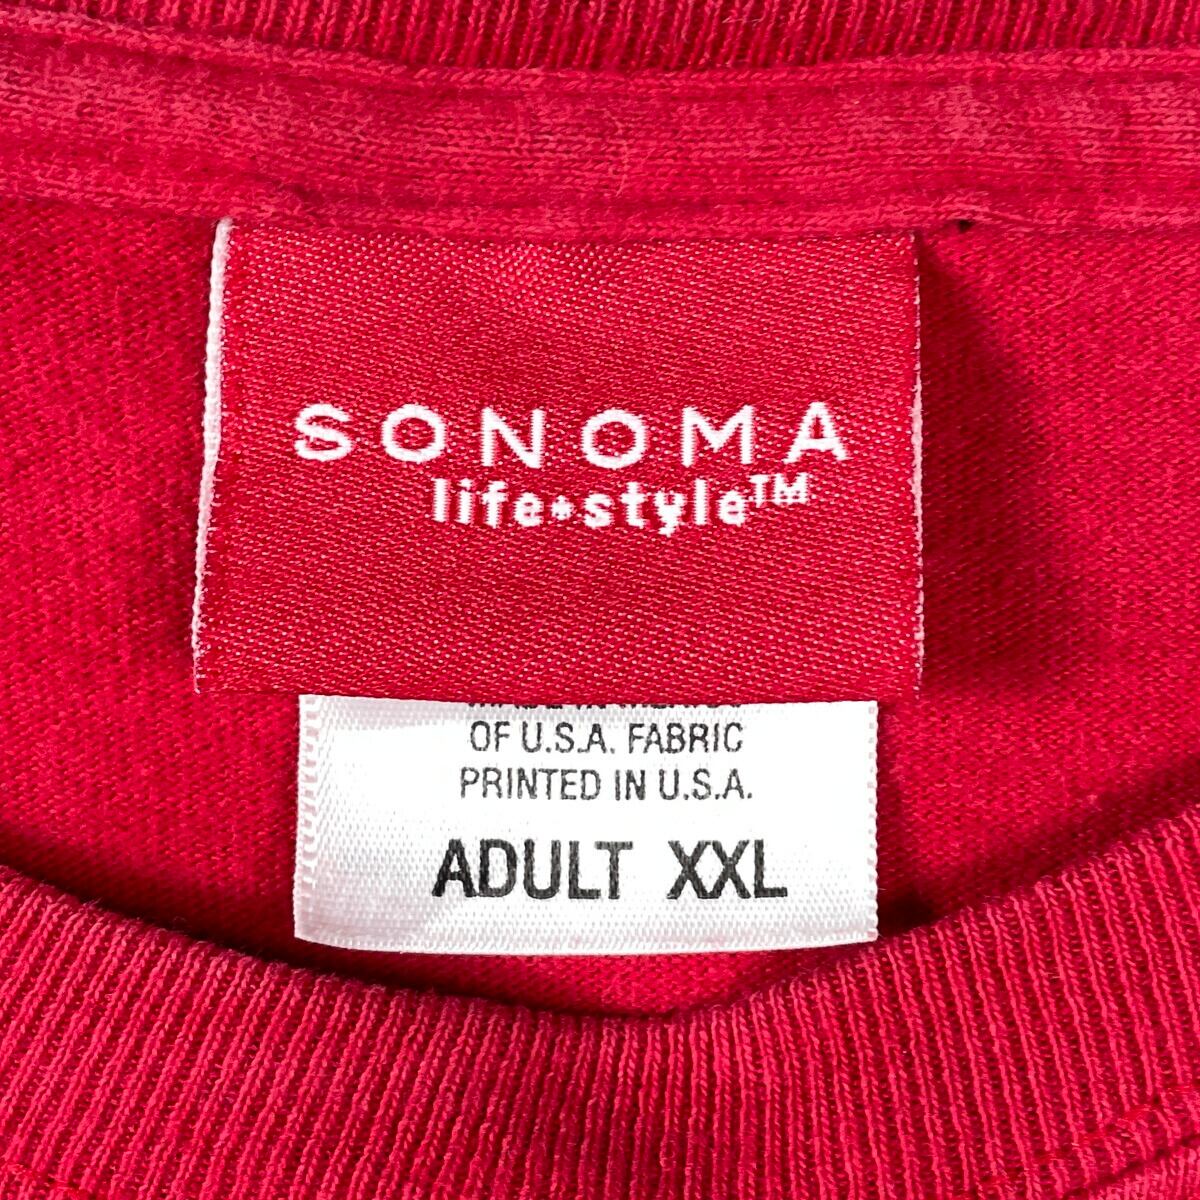 SONOMA
life+style™
OF U.S.A. FABRIC
PRINTED IN U.S.A.
ADULT XXL